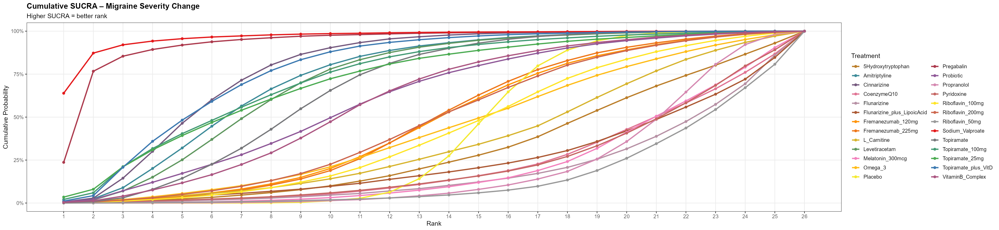 Cumulative SUCRA – Migraine Severity Change
Higher SUCRA = better rank
Cumulative Probability
100%
75%
50%
25%
0%
1 2 3 4 5 6 7 8 9 10 11 12 13 14 15 16 17 18 19 20 21 22 23 24 25 26
Rank
Treatment
5Hydroxytryptophan
Amitriptyline
Cinnarizine
CoenzymeQ10
Flunarizine
Flunarizine_plus_LipoicAcid
Fremanezumab_120mg
Fremanezumab_225mg
L_Carnitine
Levetiracetam
Melatonin_300mcg
Omega_3
Placebo
Pregabalin
Probiotic
Propranolol
Pyridoxine
Riboflavin_100mg
Riboflavin_200mg
Riboflavin_50mg
Sodium_Valproate
Topiramate
Topiramate_100mg
Topiramate_25mg
Topiramate_plus_VitD
VitaminB_Complex